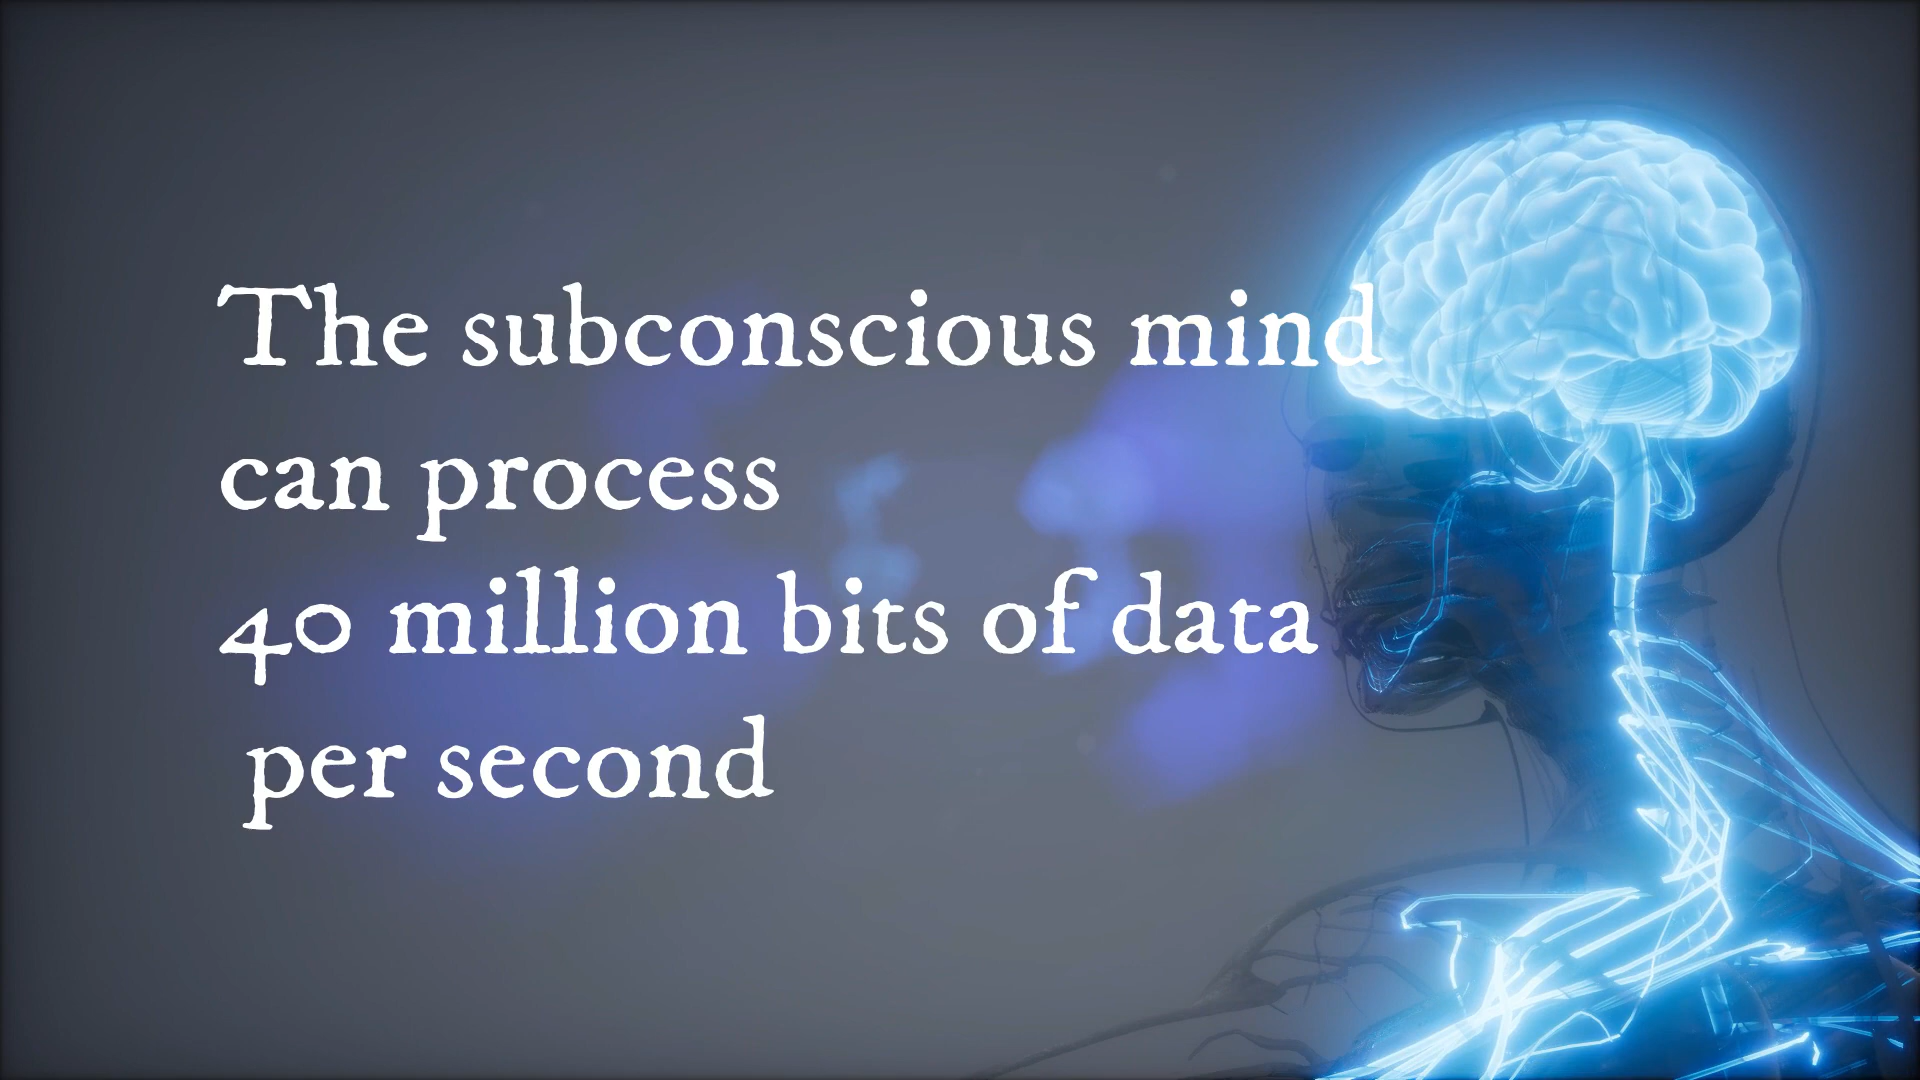 The subconscious mind
can process
40 million bits of data
per second